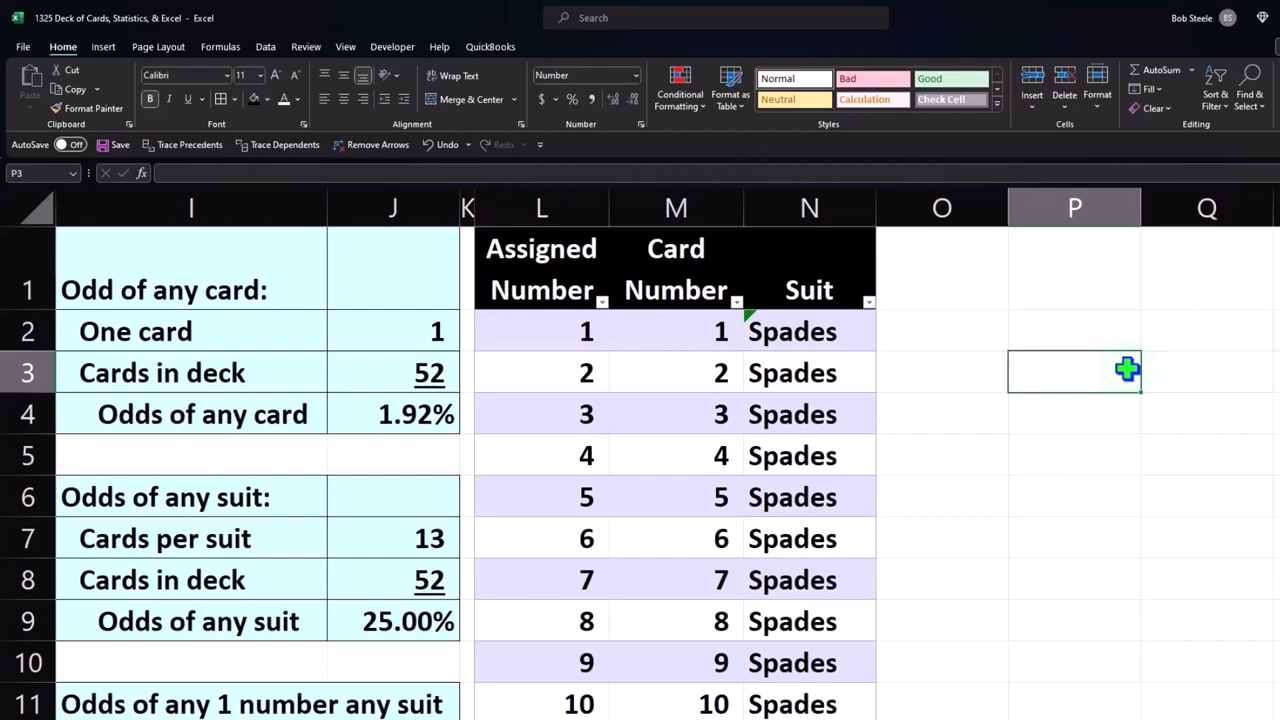 1325 Deck of Cards, Statistics, & Excel - Excel
Search
Bob Steele BS
File Home Insert Page Layout Formulas Data Review View Developer Help QuickBooks
Paste
Cut
Copy
Format Painter
Clipboard
Calibri 11
B I U
Font
Wrap Text
Merge & Center
Alignment
Number
$ % ,
Number
Conditional Formatting
Format as Table
Normal Bad Good
Neutral Calculation Check Cell
Styles
Insert Delete Format
Cells
AutoSum
Fill
Clear
Sort & Filter
Find & Select
Editing
AutoSave Off Save Trace Precedents Trace Dependents Remove Arrows Undo Redo
P3 fx
I J K L M N O P Q
Assigned Card
1 Odd of any card: Number Number Suit
2 One card 1 1 1 Spades
3 Cards in deck 52 2 2 Spades
4 Odds of any card 1.92% 3 3 Spades
5 4 4 Spades
6 Odds of any suit: 5 5 Spades
7 Cards per suit 13 6 6 Spades
8 Cards in deck 52 7 7 Spades
9 Odds of any suit 25.00% 8 8 Spades
10 9 9 Spades
11 Odds of any 1 number any suit 10 10 Spades